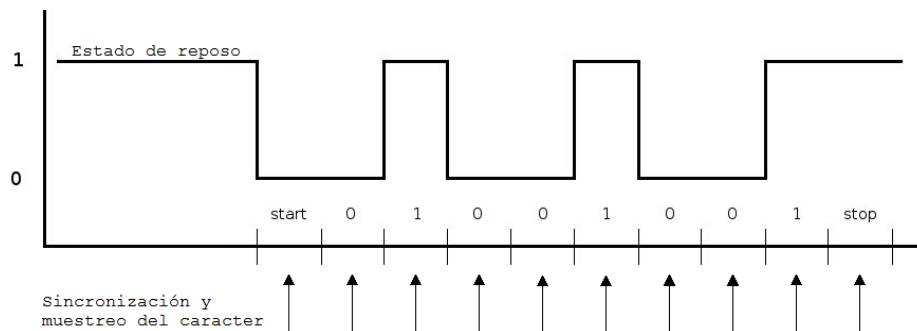 Estado de reposo
1
0
start 0 1 0 0 1 0 0 1 stop
Sincronización y
muestreo del caracter